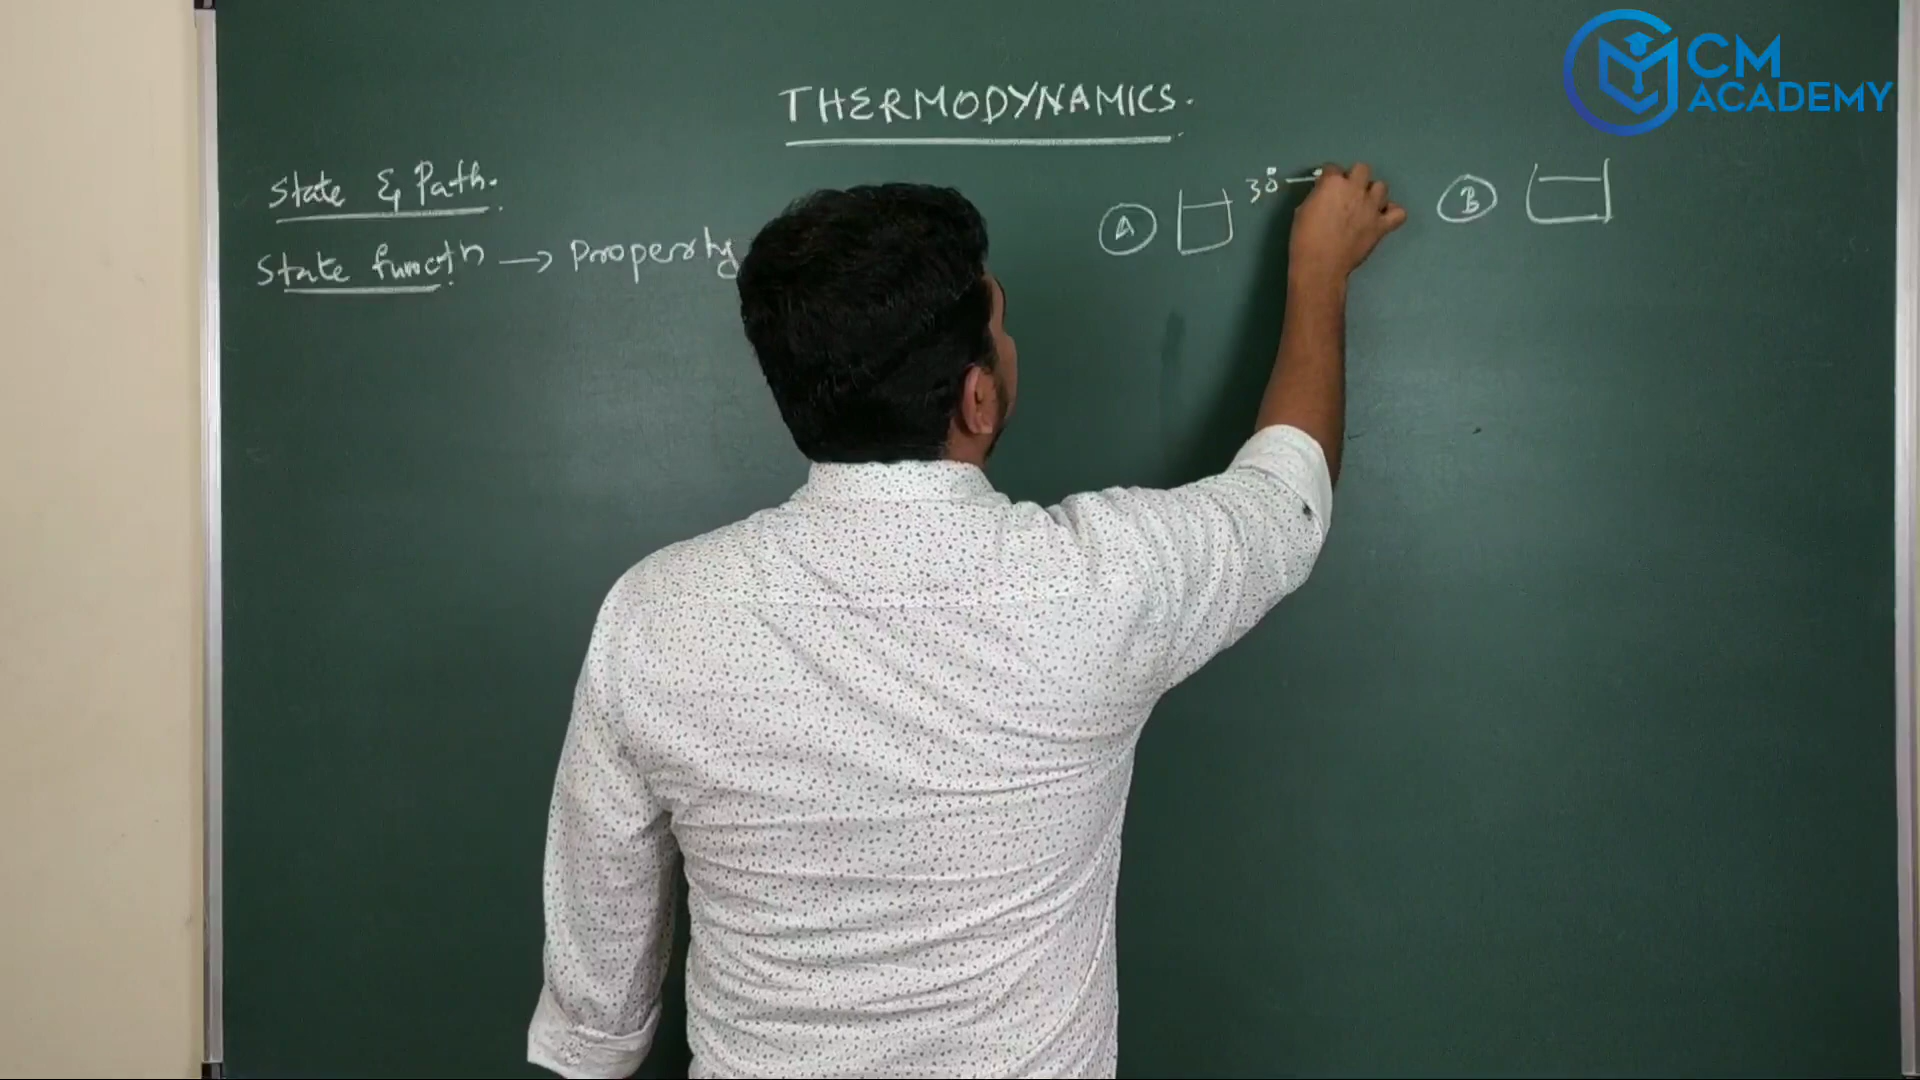 CM
ACADEMY
THERMODYNAMICS.
State & Path.
State functn → Property
A 30° →
B